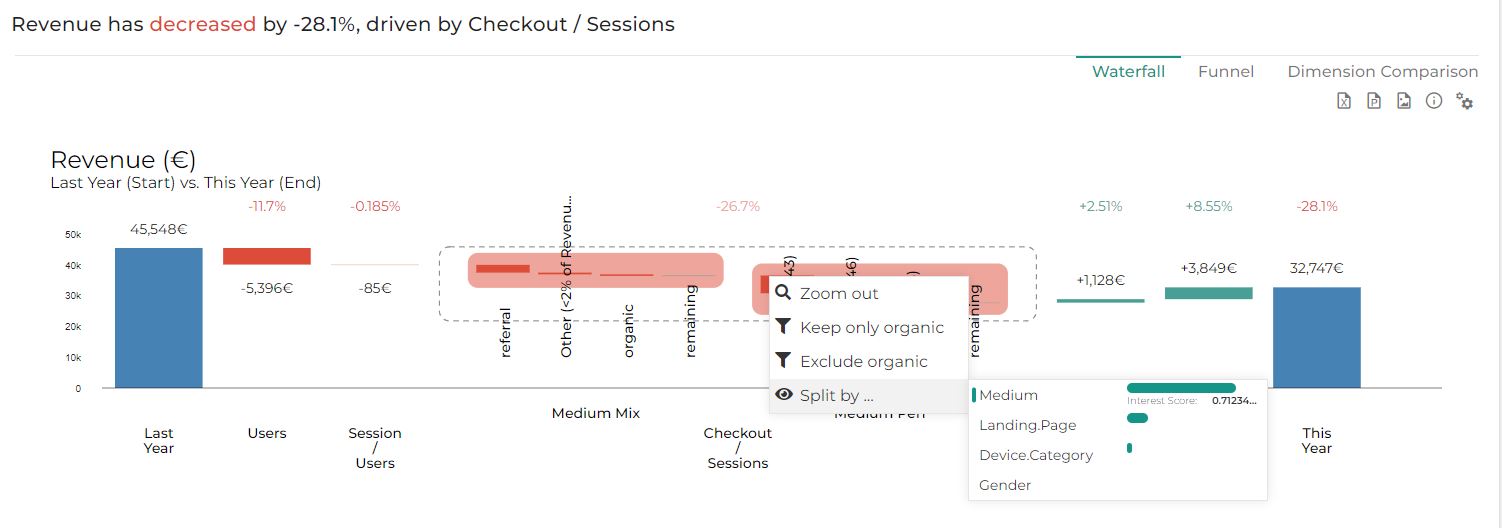 Revenue has decreased by -28.1%, driven by Checkout / Sessions
Waterfall Funnel Dimension Comparison
Revenue (€)
Last Year (Start) vs. This Year (End)
-11.7% -0.185% -26.7% +2.51% +8.55% -28.1%
50k
40k
30k
20k
10k
0
45,548€
-5,396€
-85€
referral
Other (<2% of Revenu...
organic
remaining
43)
46)
)
remaining
+1,128€
+3,849€
32,747€
Zoom out
Keep only organic
Exclude organic
Split by ...
Medium
Interest Score: 0.71234...
Landing.Page
Device.Category
Gender
Medium Mix
Last
Year
Users
Session
/
Users
Checkout
/
Sessions
This
Year